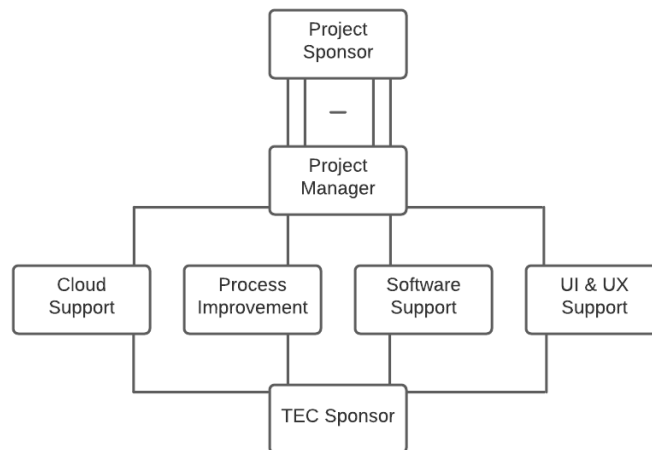 Project
Sponsor
Project
Manager
Cloud
Support
Process
Improvement
Software
Support
UI & UX
Support
TEC Sponsor